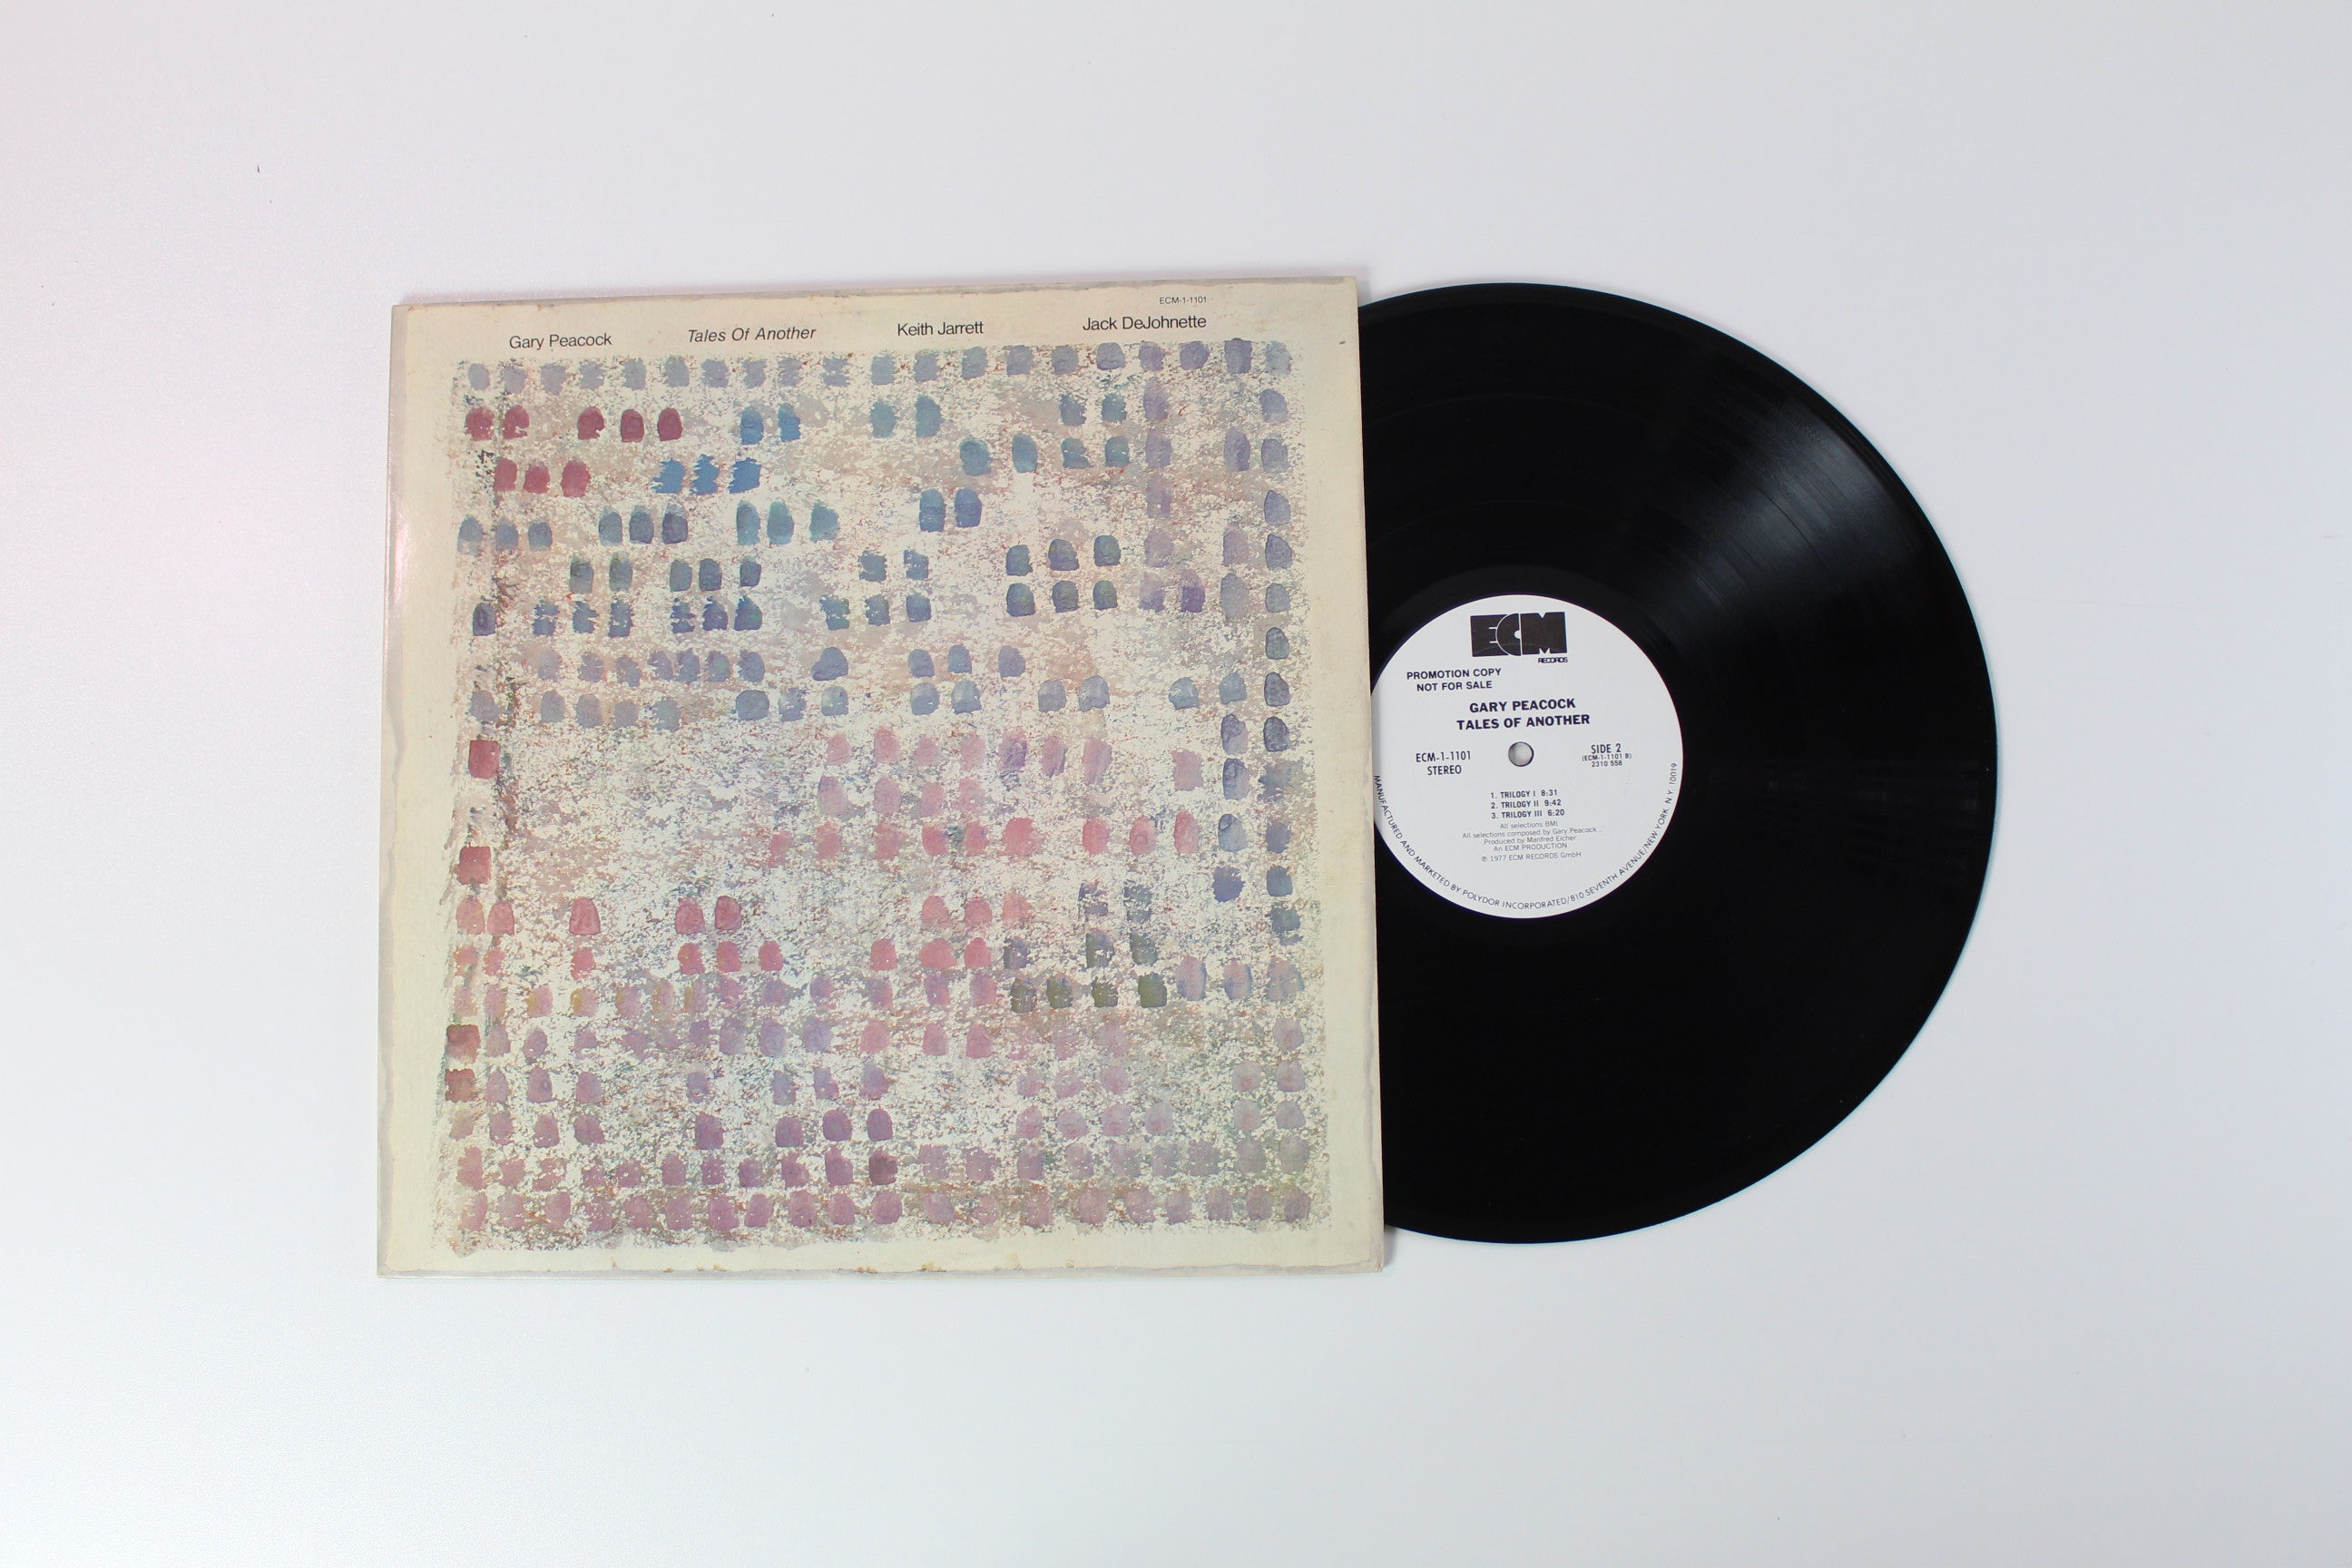 ECM-1-1101
Gary Peacock Tales Of Another Keith Jarrett Jack DeJohnette
ECM
RECORDS
PROMOTION COPY
NOT FOR SALE
GARY PEACOCK
TALES OF ANOTHER
ECM-1-1101
STEREO
SIDE 2
(ECM-1-1101 B)
2310 558
1. TRILOGY I 8:31
2. TRILOGY II 9:42
3. TRILOGY III 6:20
All selections BMI
All selections composed by Gary Peacock
Produced by Manfred Eicher
An ECM PRODUCTION
℗ 1977 ECM RECORDS GmbH
MANUFACTURED AND MARKETED BY POLYDOR INCORPORATED/810 SEVENTH AVENUE/NEW YORK, N.Y. 10019